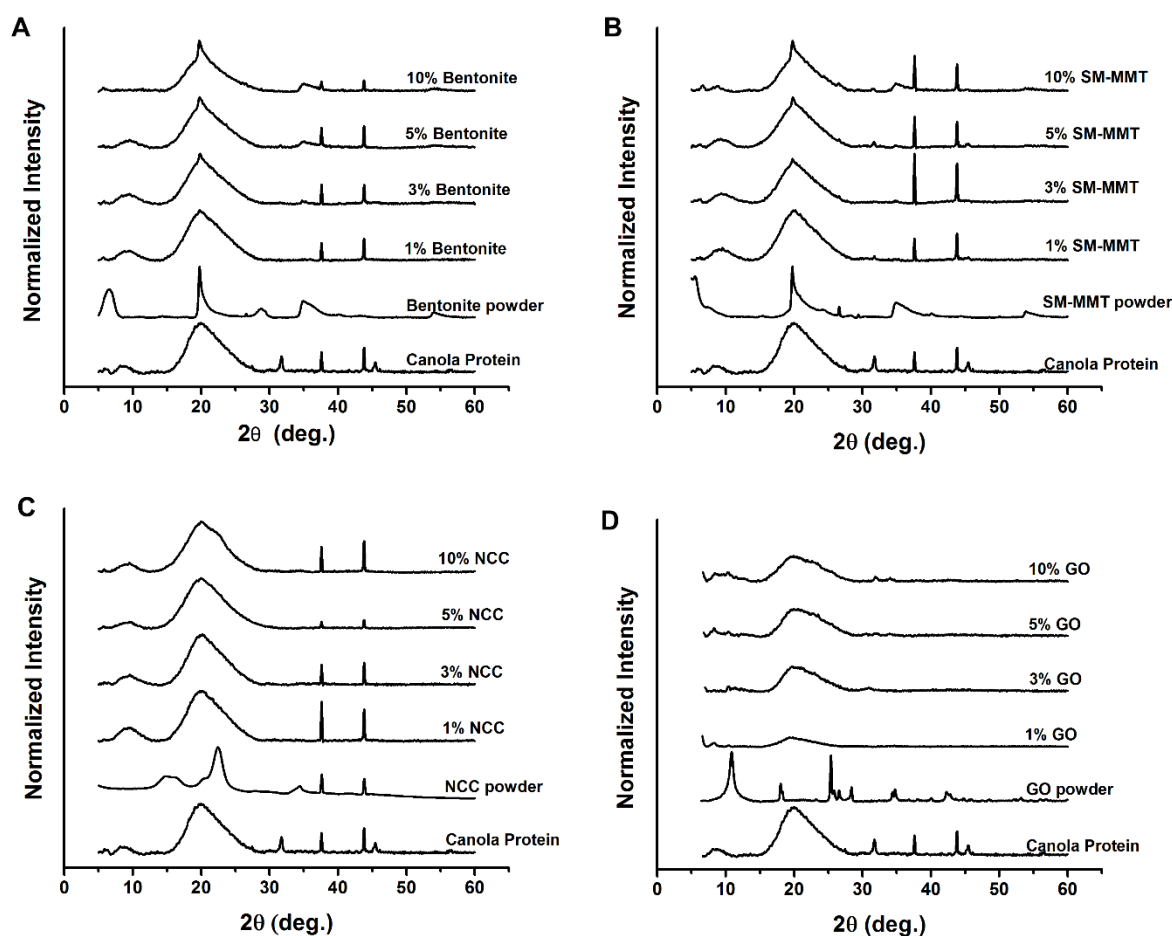 A
Normalized Intensity
10% Bentonite
5% Bentonite
3% Bentonite
1% Bentonite
Bentonite powder
Canola Protein
0 10 20 30 40 50 60
2θ (deg.)
B
Normalized Intensity
10% SM-MMT
5% SM-MMT
3% SM-MMT
1% SM-MMT
SM-MMT powder
Canola Protein
0 10 20 30 40 50 60
2θ (deg.)
C
Normalized Intensity
10% NCC
5% NCC
3% NCC
1% NCC
NCC powder
Canola Protein
0 10 20 30 40 50 60
2θ (deg.)
D
Normalized Intensity
10% GO
5% GO
3% GO
1% GO
GO powder
Canola Protein
0 10 20 30 40 50 60
2θ (deg.)